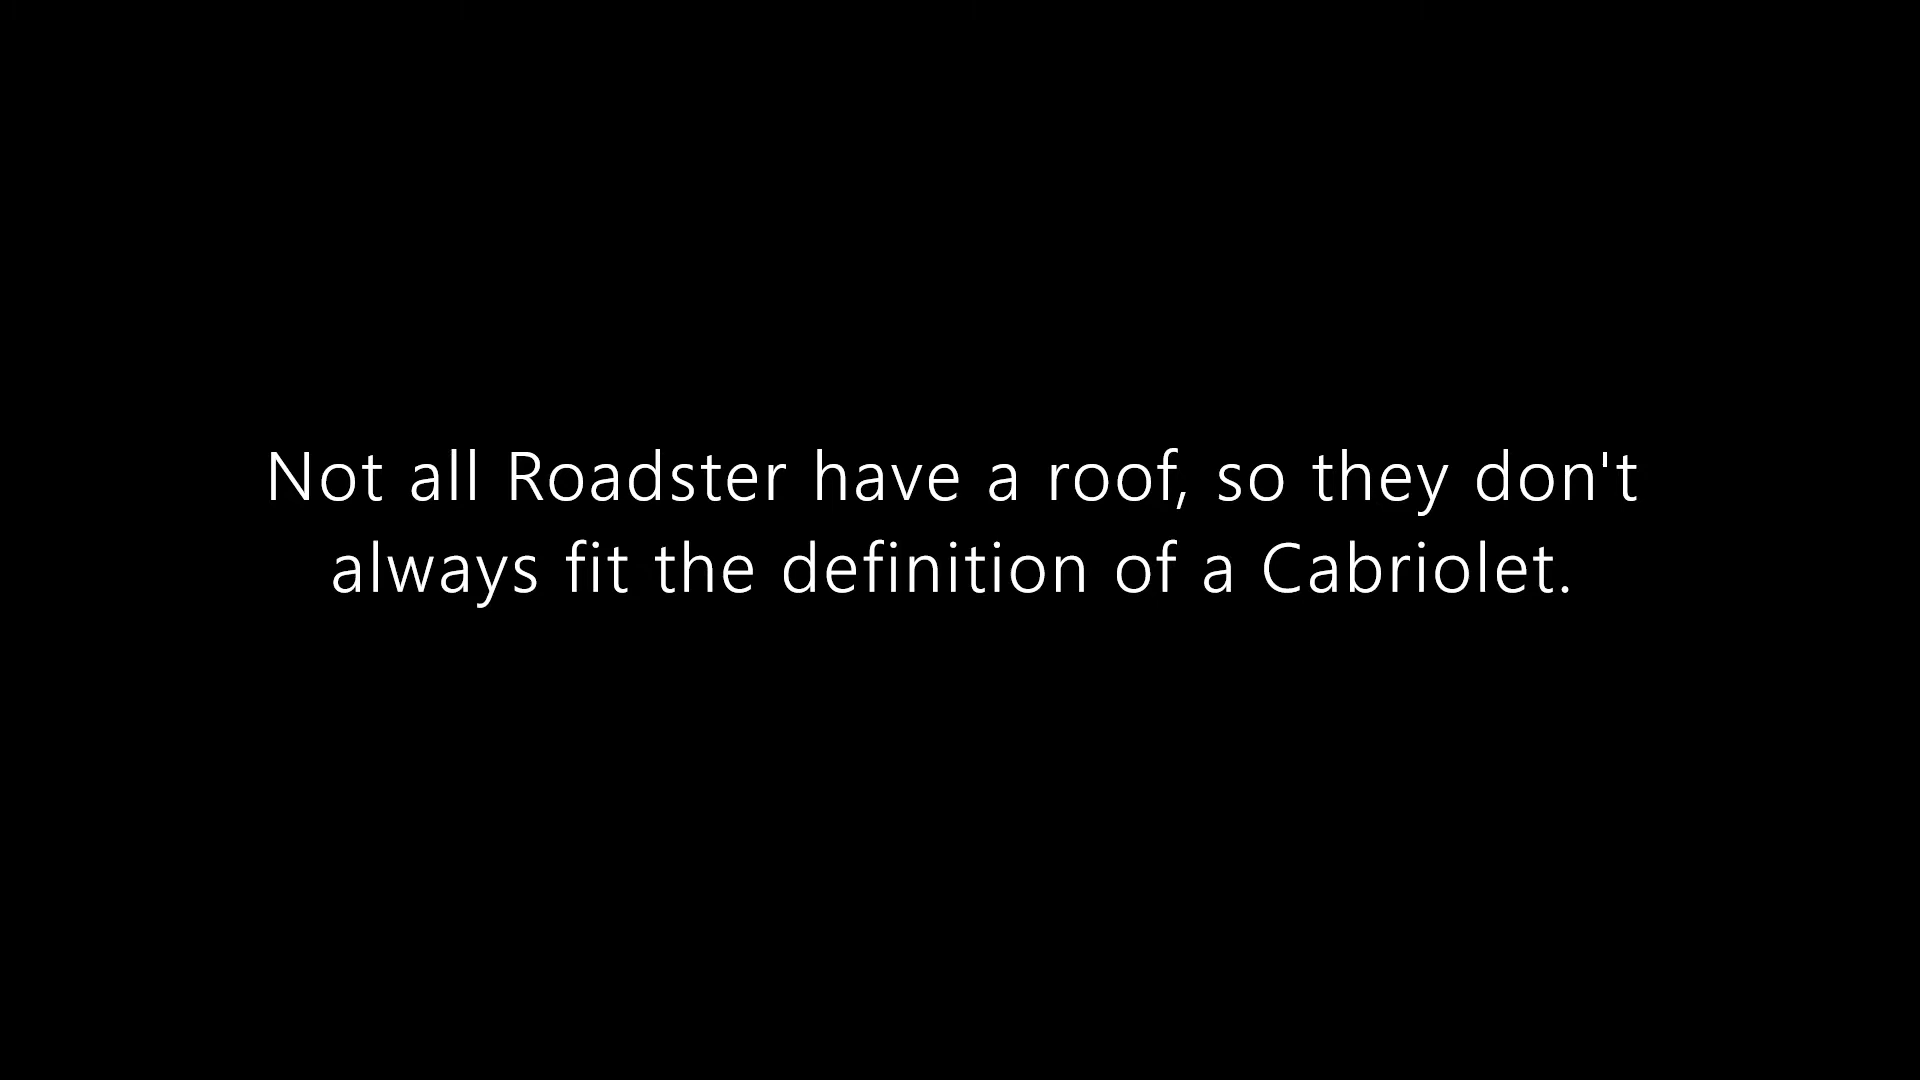 Not all Roadster have a roof, so they don't
always fit the definition of a Cabriolet.